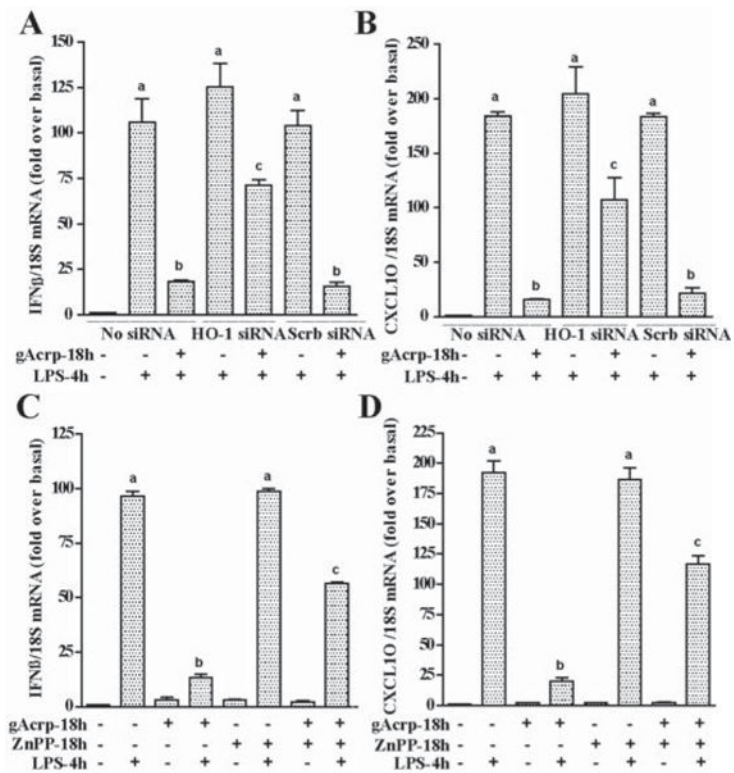 A
IFNβ/18S mRNA (fold over basal)
150
125
100
75
50
25
0
a
b
a
c
a
b
No siRNA HO-1 siRNA Scrb siRNA
gAcrp-18h - - + - + - +
LPS-4h - + + + + + +
B
CXCL10/18S mRNA (fold over basal)
250
200
150
100
50
0
a
b
a
c
a
b
No siRNA HO-1 siRNA Scrb siRNA
gAcrp-18h - - + - + - +
LPS-4h - + + + + + +
C
IFNß/18S mRNA (fold over basal)
125
100
75
50
25
0
a
b
a
c
gAcrp-18h - - + + - - + +
ZnPP-18h - - - - + + + +
LPS-4h - + - + - + - +
D
CXCL10/18S mRNA (fold over basal)
225
200
175
150
125
100
75
50
25
0
a
b
a
c
gAcrp-18h - - + + - - + +
ZnPP-18h - - - - + + + +
LPS-4h - + - + - + - +